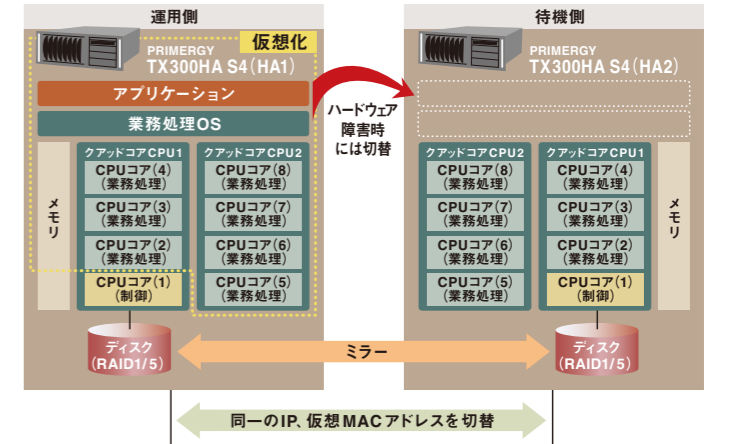 運用側
仮想化
PRIMERGY
TX300HA S4(HA1)
アプリケーション
業務処理OS
メモリ
クアッドコアCPU1
CPUコア(4)
(業務処理)
CPUコア(3)
(業務処理)
CPUコア(2)
(業務処理)
CPUコア(1)
(制御)
クアッドコアCPU2
CPUコア(8)
(業務処理)
CPUコア(7)
(業務処理)
CPUコア(6)
(業務処理)
CPUコア(5)
(業務処理)
ディスク
(RAID1/5)
ハードウェア
障害時
には切替
待機側
PRIMERGY
TX300HA S4(HA2)
クアッドコアCPU2
CPUコア(8)
(業務処理)
CPUコア(7)
(業務処理)
CPUコア(6)
(業務処理)
CPUコア(5)
(業務処理)
クアッドコアCPU1
CPUコア(4)
(業務処理)
CPUコア(3)
(業務処理)
CPUコア(2)
(業務処理)
CPUコア(1)
(制御)
メモリ
ディスク
(RAID1/5)
ミラー
同一のIP、仮想MACアドレスを切替